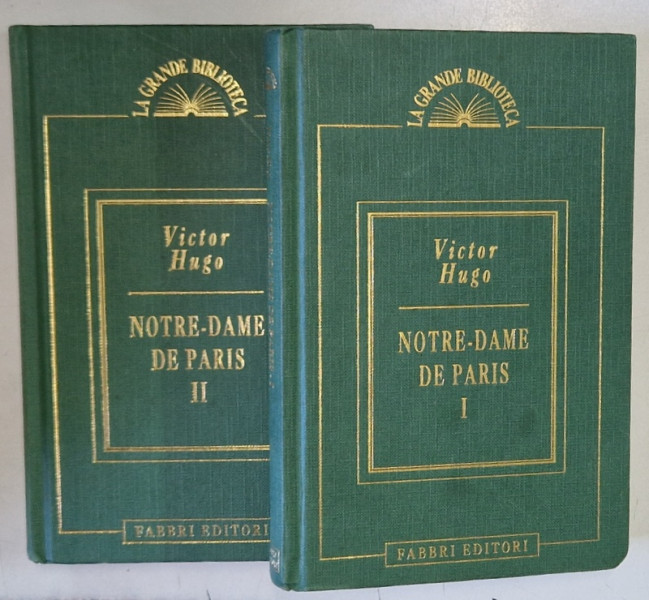 LA GRANDE BIBLIOTECA
Victor
Hugo
NOTRE-DAME
DE PARIS
II
FABBRI EDITORI
LA GRANDE BIBLIOTECA
Victor
Hugo
NOTRE-DAME
DE PARIS
I
FABBRI EDITORI